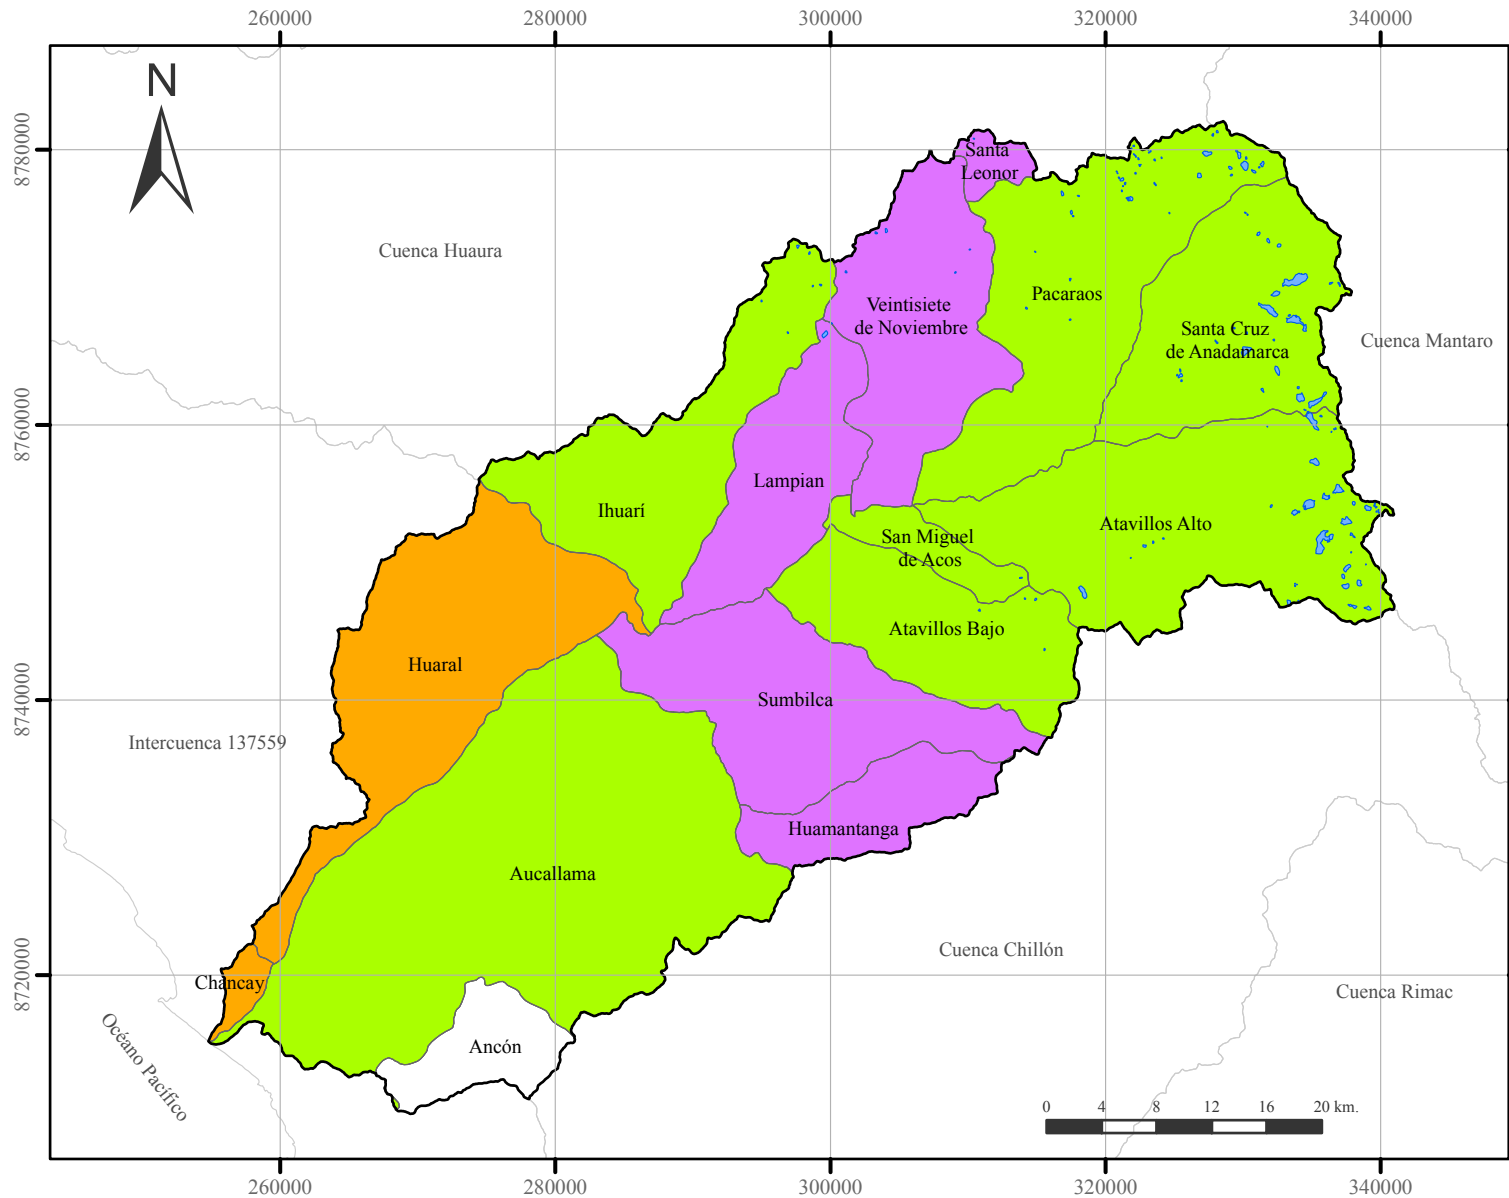 260000
280000
300000
320000
340000
N
8780000
Santa
Leonor
Cuenca Huaura
Veintisiete
de Noviembre
Pacaraos
Santa Cruz
de Anadamarca
Cuenca Mantaro
8760000
Lampian
Ihuarí
Atavillos Alto
San Miguel
de Acos
Atavillos Bajo
Huaral
8740000
Sumbilca
Intercuenca 137559
Huamantanga
Aucallama
Cuenca Chillón
8720000
Chancay
Cuenca Rimac
Ancón
Océano Pacífico
0 4 8 12 16 20 km.
260000
280000
300000
320000
340000